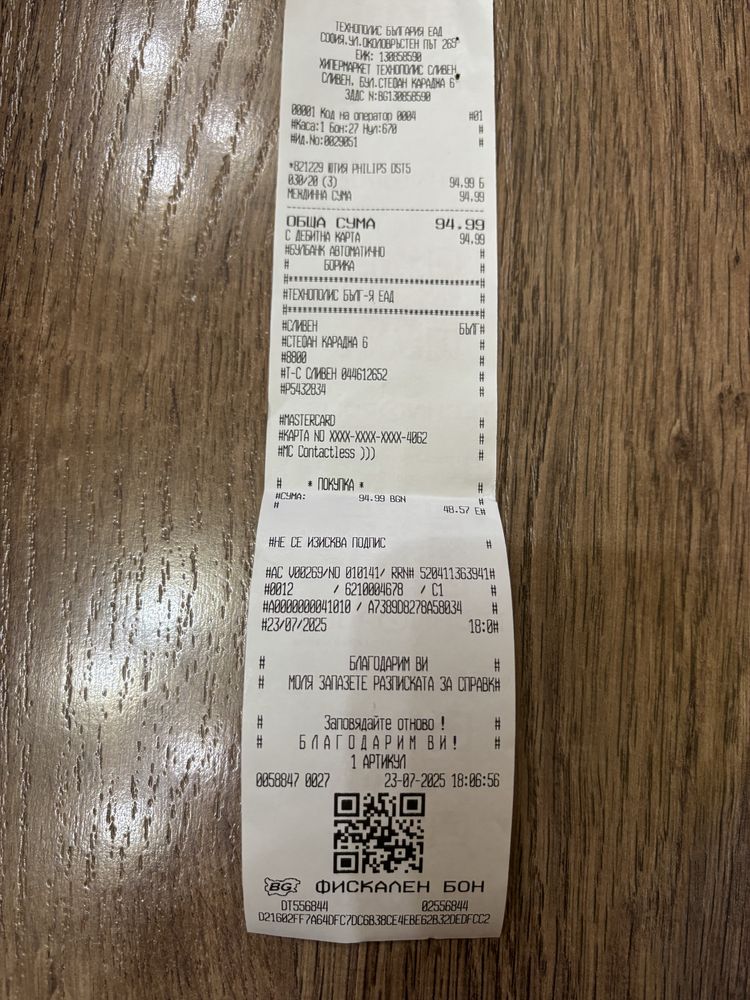 ТЕХНОПОЛИС БЪЛГАРИЯ ЕАД
СОФИЯ,УЛ.ОКОЛОВРЪСТЕН ПЪТ 265
ЕИК: 130858590
ХИПЕРМАРКЕТ ТЕХНОПОЛИС СЛИВЕН
СЛИВЕН, БУЛ.СТЕФАН КАРАДЖА 6
ЗДДС N:BG130858590
00001 Код на оператор 0004 #01
#Каса:1 Бон:27 Нул:670 #
#Ид.No:0029051 #
*821229 ЮТИЯ PHILIPS DST5
030/20 (3) 94.99 Б
МЕЖДИННА СУМА 94.99
ОБЩА СУМА 94.99
С ДЕБИТНА КАРТА 94.99
#БУЛБАНК АВТОМАТИЧНО #
# БОРИКА #
#*******************************#
#ТЕХНОПОЛИС БЪЛГ-Я ЕАД #
#*******************************#
#СЛИВЕН БЪЛГ#
#СТЕФАН КАРАДЖА 6 #
#8800 #
#Т-С СЛИВЕН 044612652 #
#P5432834 #
#MASTERCARD #
#КАРТА NO XXXX-XXXX-XXXX-4062 #
#MC Contactless ))) #
# * ПОКУПКА * #
#СУМА: 94.99 BGN #
# 48.57 E#
#НЕ СЕ ИЗИСКВА ПОДПИС #
#AC V00269/NO 010141/ RRN# 520411363941#
#0012 / 6210004678 / C1 #
#A0000000041010 / A7389D8278A58034 #
#23/07/2025 18:0#
# БЛАГОДАРИМ ВИ #
# МОЛЯ ЗАПАЗЕТЕ РАЗПИСКАТА ЗА СПРАВК#
# Заповядайте отново ! #
# Б Л А Г О Д А Р И М В И ! #
1 АРТИКУЛ
0058847 0027 23-07-2025 18:06:56
BG ФИСКАЛЕН БОН
DT556844 02556844
D21602FF7A64DFC7DC6B38CE4EBE62B32DEDFCC2